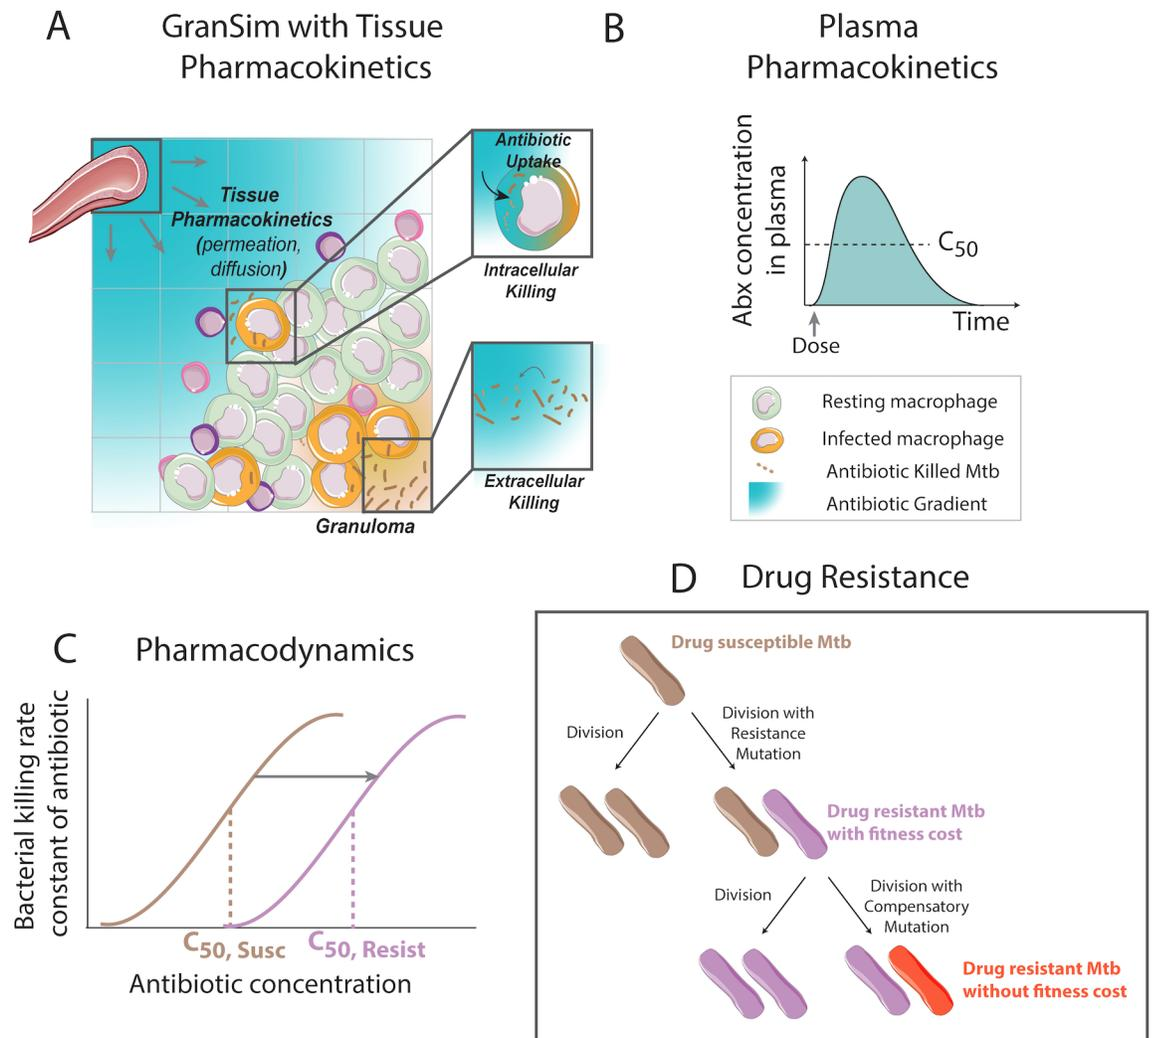 A
GranSim with Tissue
Pharmacokinetics
Tissue
Pharmacokinetics
(permeation,
diffusion)
Antibiotic
Uptake
Intracellular
Killing
Extracellular
Killing
Granuloma
B
Plasma
Pharmacokinetics
Abx concentration
in plasma
C50
Time
Dose
Resting macrophage
Infected macrophage
Antibiotic Killed Mtb
Antibiotic Gradient
C
Pharmacodynamics
Bacterial killing rate
constant of antibiotic
C50, Susc
C50, Resist
Antibiotic concentration
D
Drug Resistance
Drug susceptible Mtb
Division
Division with
Resistance
Mutation
Drug resistant Mtb
with fitness cost
Division
Division with
Compensatory
Mutation
Drug resistant Mtb
without fitness cost